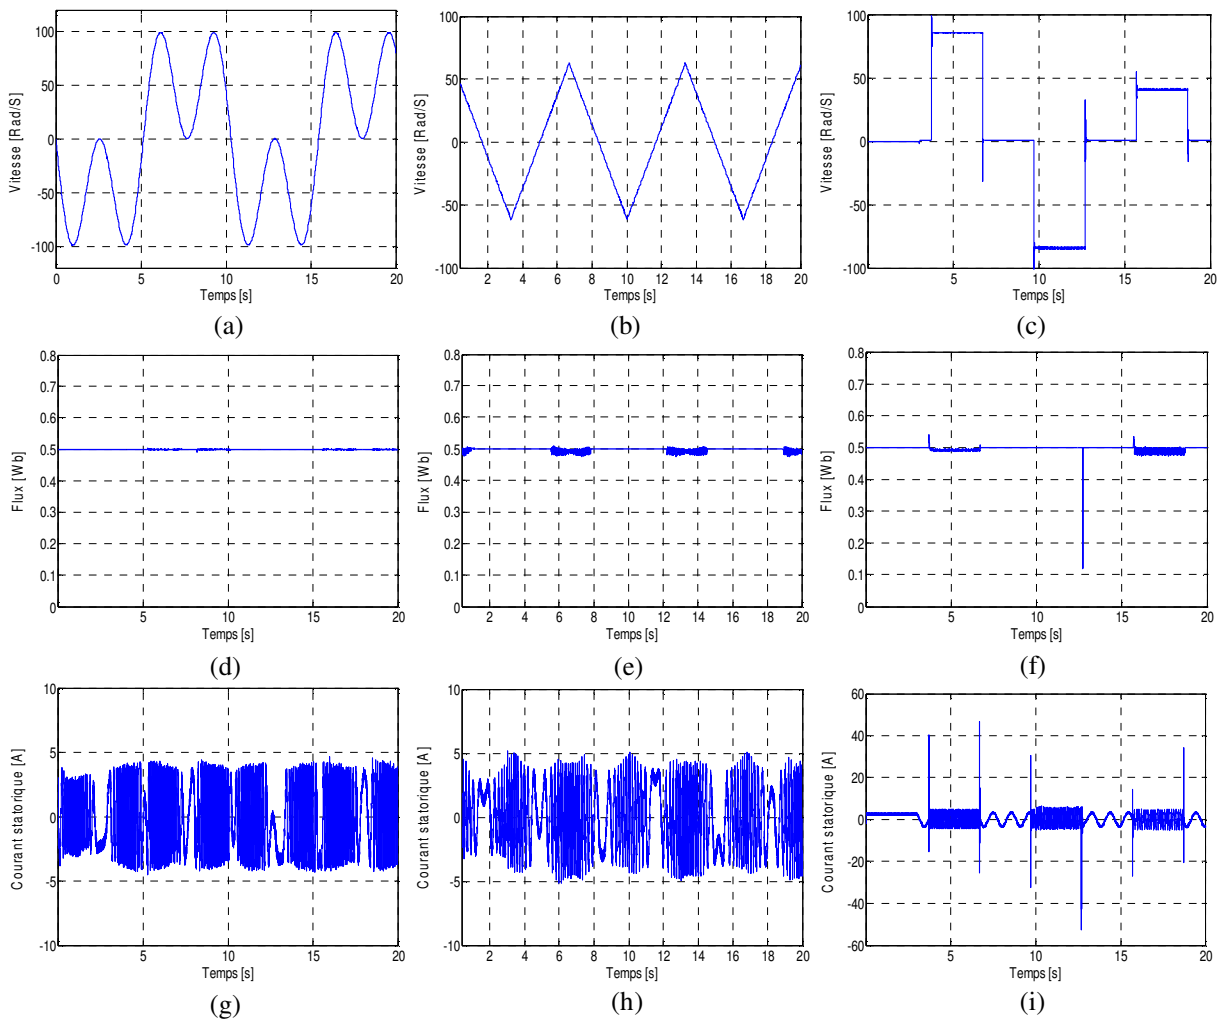 100
50
0
-50
-100
Vitesse [Rad/S]
0 5 10 15 20
Temps [s]
(a)
100
50
0
-50
-100
Vitesse [Rad/S]
2 4 6 8 10 12 14 16 18 20
Temps [s]
(b)
100
50
0
-50
-100
Vitesse [Rad/S]
5 10 15 20
Temps [s]
(c)
0.8
0.7
0.6
0.5
0.4
0.3
0.2
0.1
0
Flux [Wb]
5 10 15 20
Temps [s]
(d)
0.8
0.7
0.6
0.5
0.4
0.3
0.2
0.1
0
Flux [Wb]
2 4 6 8 10 12 14 16 18 20
Temps [s]
(e)
0.8
0.7
0.6
0.5
0.4
0.3
0.2
0.1
0
Flux [Wb]
5 10 15 20
Temps [s]
(f)
10
5
0
-5
-10
Courant statorique [A]
5 10 15 20
Temps [s]
(g)
10
5
0
-5
-10
Courant statorique [A]
2 4 6 8 10 12 14 16 18 20
Temps [s]
(h)
60
40
20
0
-20
-40
-60
Courant statorique [A]
5 10 15 20
Temps [s]
(i)